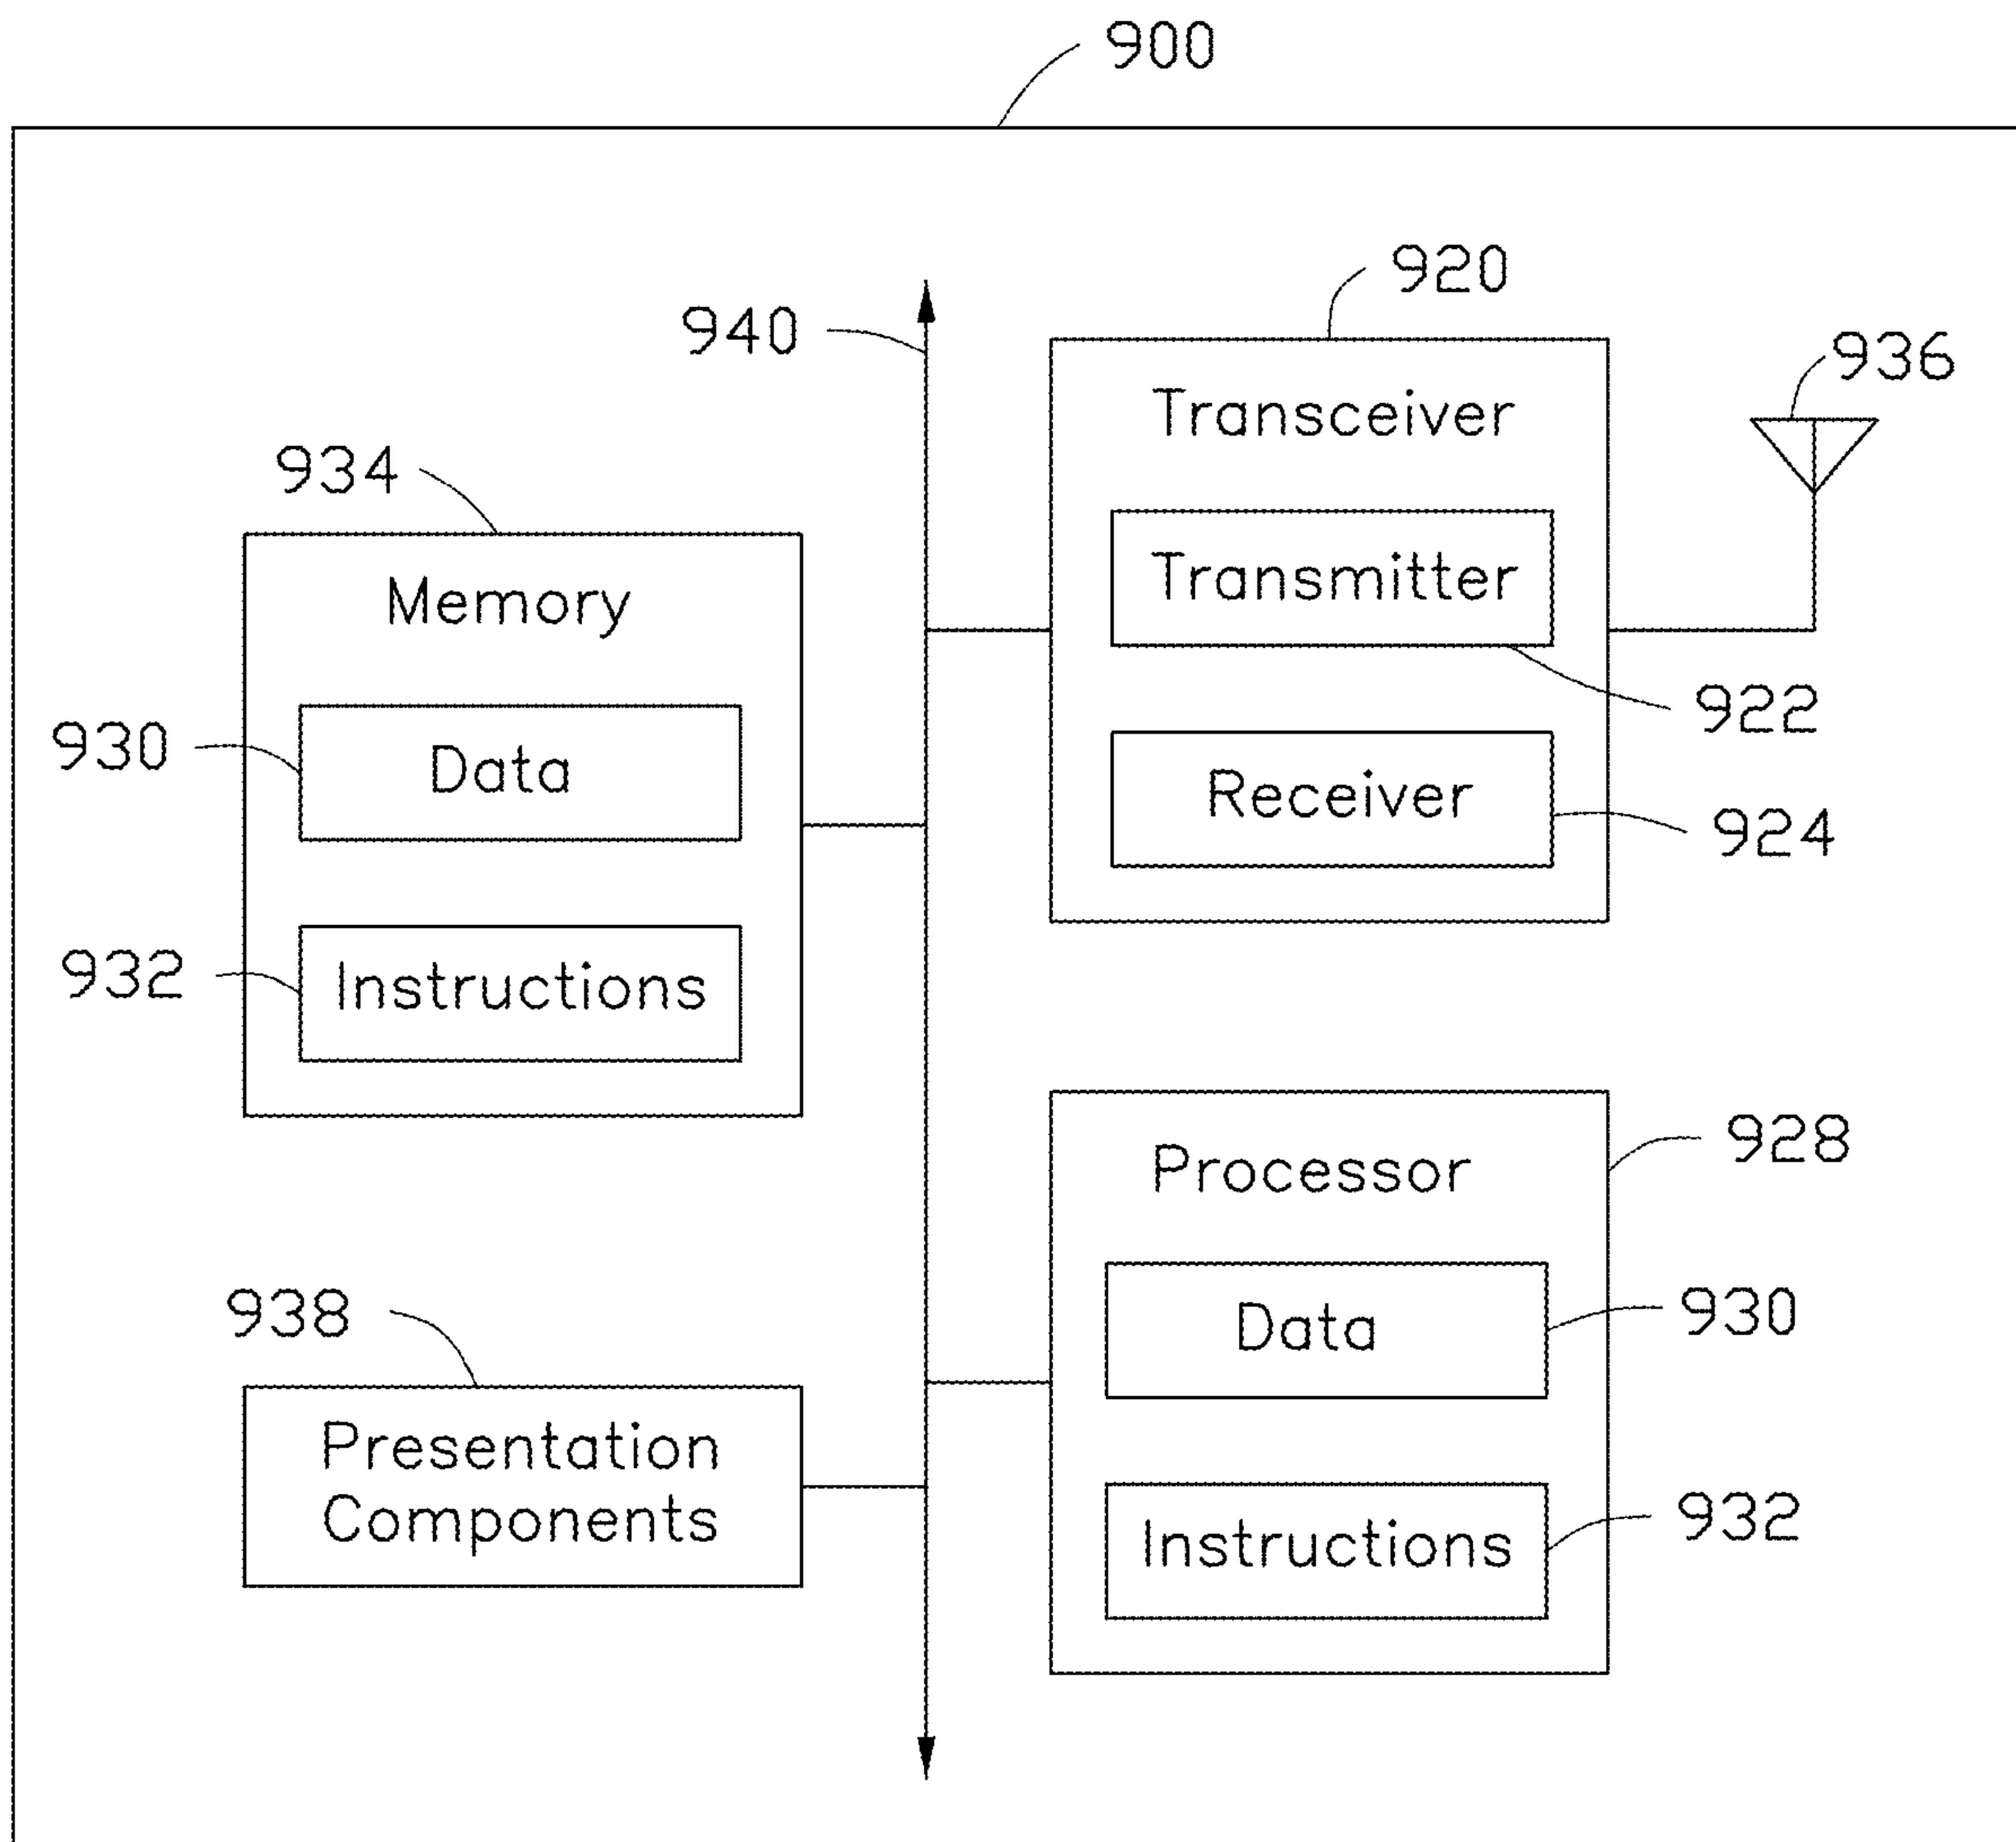 900
920
940
936
Transceiver
934
Transmitter
Memory
922
930
Data
Receiver
924
932
Instructions
928
Processor
938
930
Data
Presentation
Components
932
Instructions